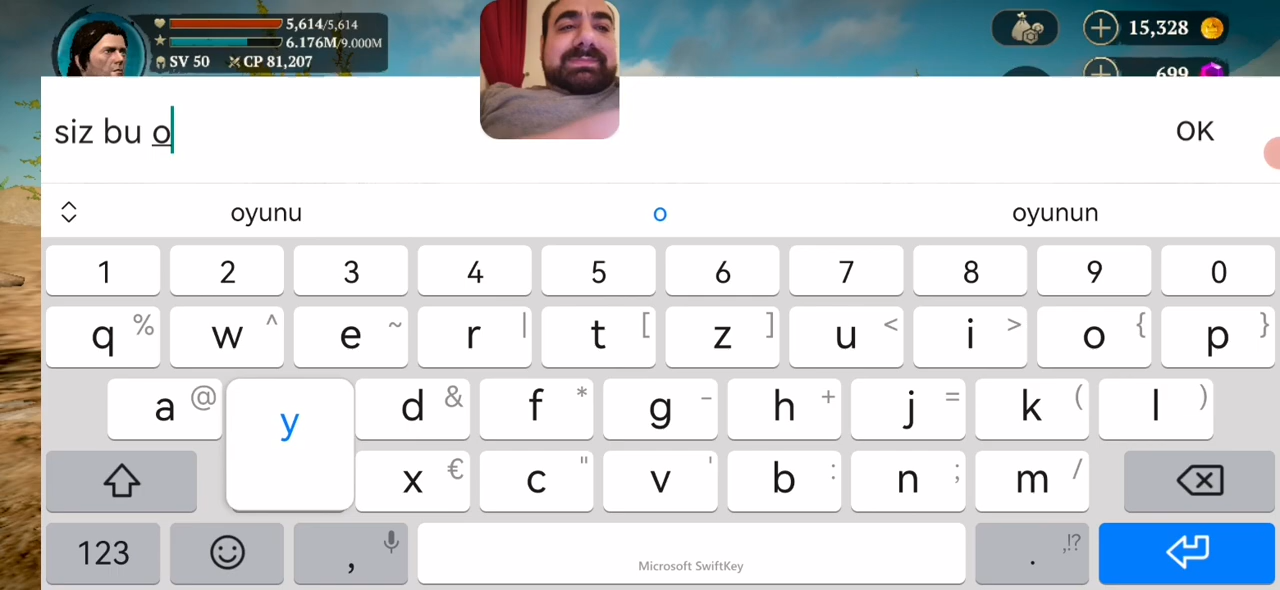 5,614/5,614
6.176M/9.000M
SV 50 CP 81,207
15,328
699
siz bu o
OK
oyunu o oyunun
1 2 3 4 5 6 7 8 9 0
q % w ^ e ~ r | t [ z ] u < i > o { p }
a @ y d & f * g - h + j = k ( l )
x € c " v ' b : n ; m /
123 , Microsoft SwiftKey . ,!?